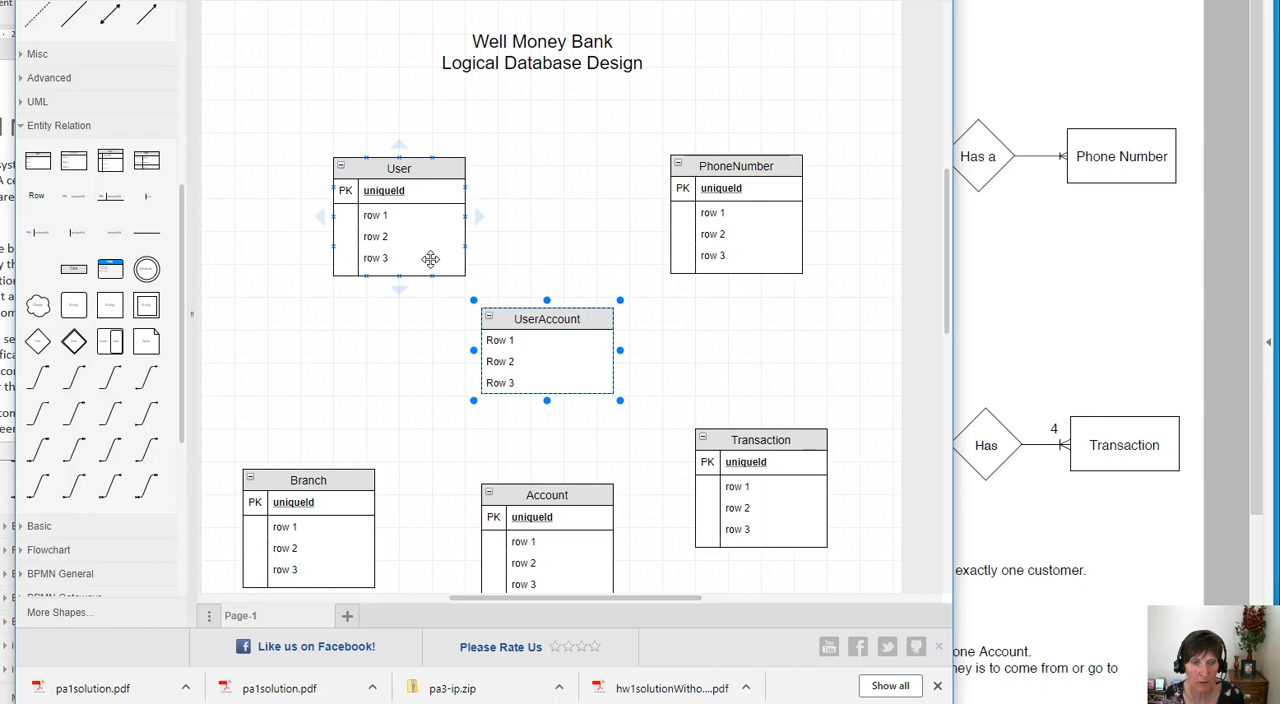 Misc
Advanced
UML
Entity Relation
Row
Basic
Flowchart
BPMN General
More Shapes...
Well Money Bank
Logical Database Design
User
PK uniqueId
row 1
row 2
row 3
PhoneNumber
PK uniqueId
row 1
row 2
row 3
UserAccount
Row 1
Row 2
Row 3
Branch
PK uniqueId
row 1
row 2
row 3
Account
PK uniqueId
row 1
row 2
row 3
Transaction
PK uniqueId
row 1
row 2
row 3
Has a
Phone Number
Has
4
Transaction
exactly one customer.
one Account.
ney is to come from or go to
Page-1
Like us on Facebook!
Please Rate Us
pa1solution.pdf
pa1solution.pdf
pa3-ip.zip
hw1solutionWitho....pdf
Show all